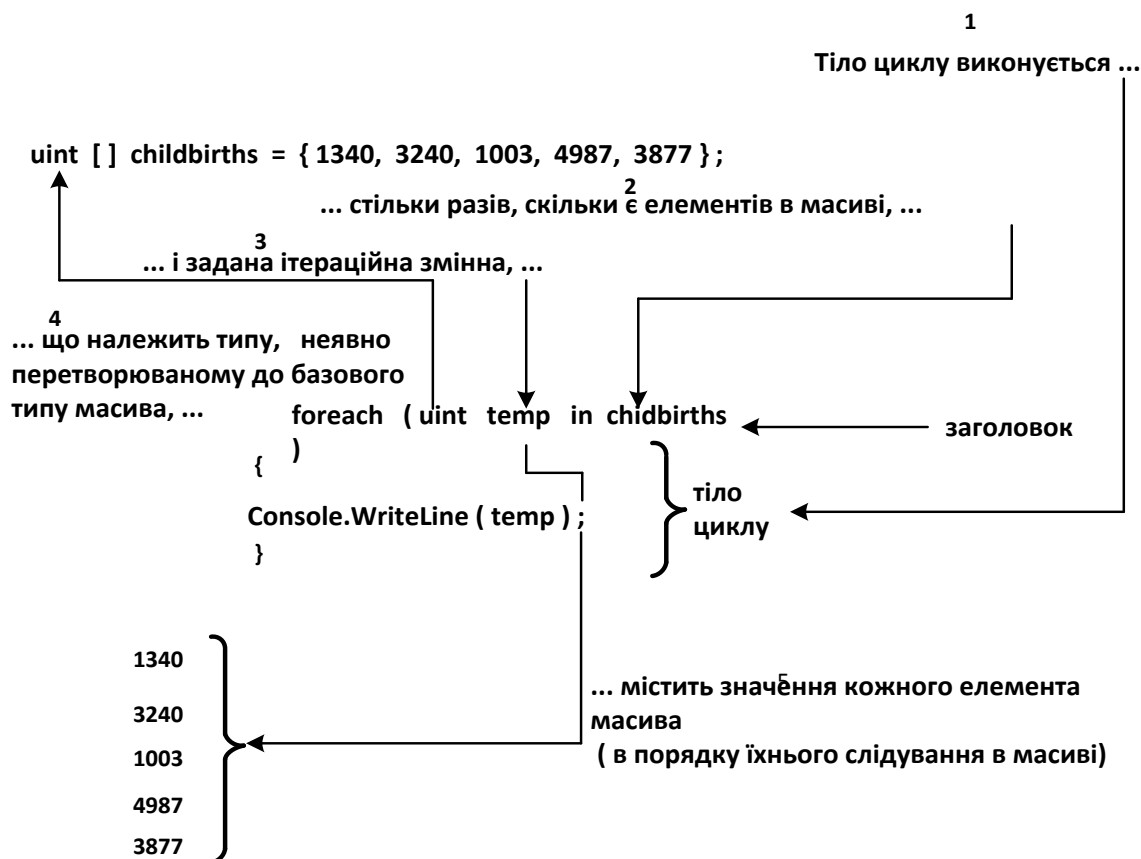 1
Тіло циклу виконується ...
uint [ ] childbirths = { 1340, 3240, 1003, 4987, 3877 } ;
2
... стільки разів, скільки є елементів в масиві, ...
3
... і задана ітераційна змінна, ...
4
... що належить типу, неявно
перетворюваному до базового
типу масива, ...
foreach ( uint temp in chidbirths
)
заголовок
{
Console.WriteLine ( temp ) ;
}
тіло
циклу
1340
3240
1003
4987
3877
5
... містить значення кожного елемента
масива
( в порядку їхнього слідування в масиві)